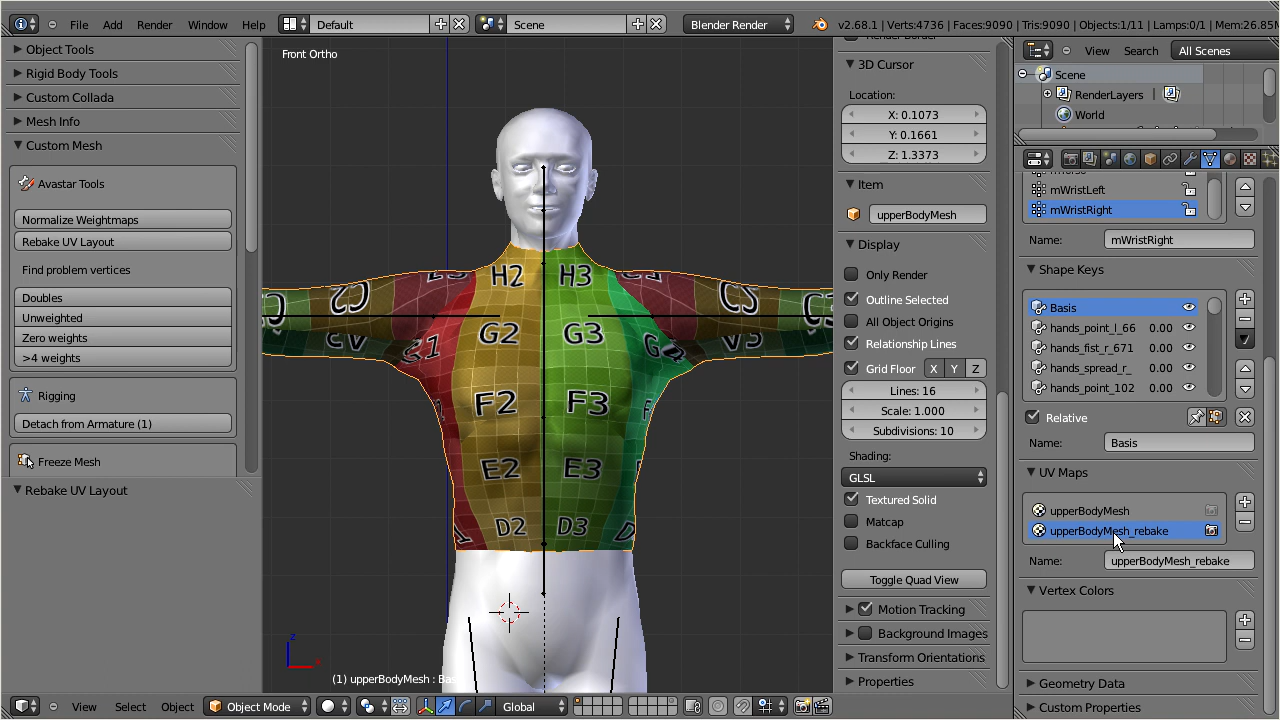 File Add Render Window Help Default Scene Blender Render v2.68.1 | Verts:4736 | Faces:9090 | Tris:9090 | Objects:1/11 | Lamps:0/1 | Mem:26.85
Object Tools
Rigid Body Tools
Custom Collada
Mesh Info
Custom Mesh
Avastar Tools
Normalize Weightmaps
Rebake UV Layout
Find problem vertices
Doubles
Unweighted
Zero weights
>4 weights
Rigging
Detach from Armature (1)
Freeze Mesh
Rebake UV Layout
Front Ortho
H2 H3
C2
G2 G3
G1 G4
F2 F3
E2 E3
D2 D3
(1) upperBodyMesh : Ba
View Select Object Object Mode Global
Render Border
3D Cursor
Location:
X: 0.1073
Y: 0.1661
Z: 1.3373
Item
upperBodyMesh
Display
Only Render
Outline Selected
All Object Origins
Relationship Lines
Grid Floor X Y Z
Lines: 16
Scale: 1.000
Subdivisions: 10
Shading:
GLSL
Textured Solid
Matcap
Backface Culling
Toggle Quad View
Motion Tracking
Background Images
Transform Orientations
Properties
View Search All Scenes
Scene
RenderLayers |
World
mWristLeft
mWristRight
Name: mWristRight
Shape Keys
Basis
hands_point_l_66 0.00
hands_fist_r_671 0.00
hands_spread_r_ 0.00
hands_point_102 0.00
Relative
Name: Basis
UV Maps
upperBodyMesh
upperBodyMesh_rebake
Name: upperBodyMesh_rebake
Vertex Colors
Geometry Data
Custom Properties